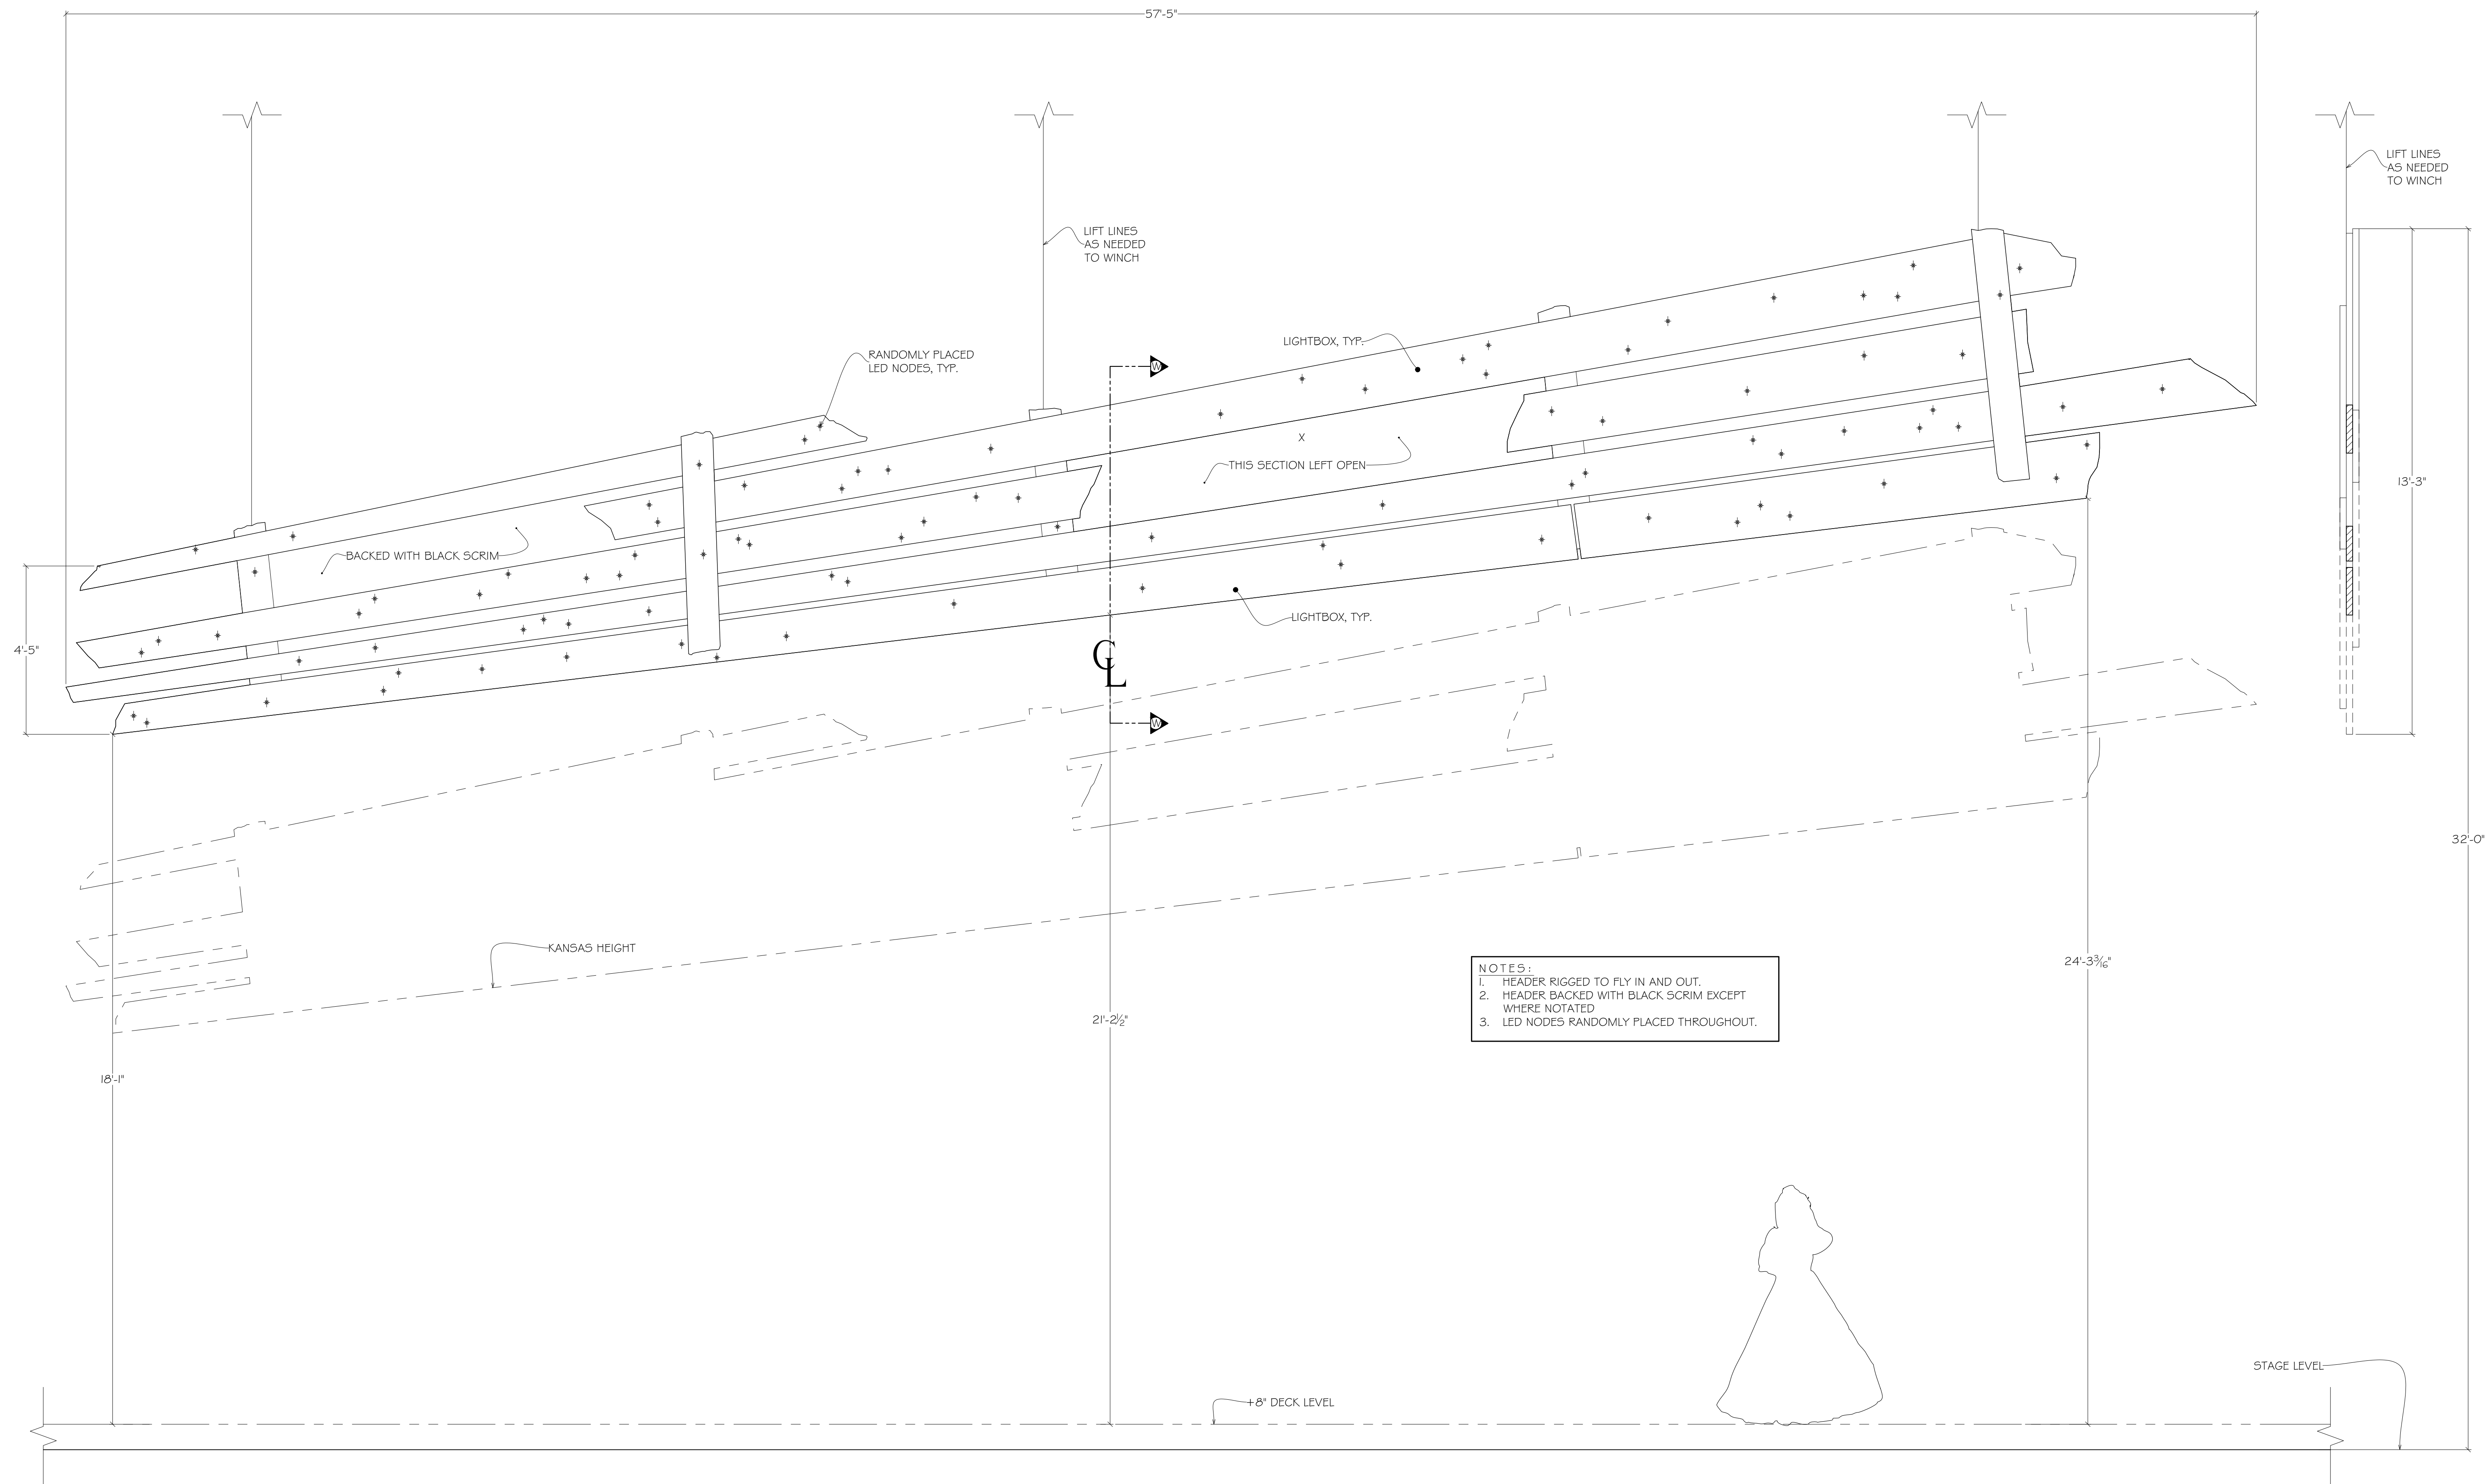 57'-5"
LIFT LINES
AS NEEDED
TO WINCH
LIFT LINES
AS NEEDED
TO WINCH
RANDOMLY PLACED
LED NODES, TYP.
LIGHTBOX, TYP.
W
X
THIS SECTION LEFT OPEN
13'-3"
BACKED WITH BLACK SCRIM
LIGHTBOX, TYP.
4'-5"
CL
W
32'-0"
KANSAS HEIGHT
24'-3 3/16"
NOTES:
1. HEADER RIGGED TO FLY IN AND OUT.
2. HEADER BACKED WITH BLACK SCRIM EXCEPT
WHERE NOTATED
3. LED NODES RANDOMLY PLACED THROUGHOUT.
21'-2 1/2"
18'-1"
STAGE LEVEL
+8" DECK LEVEL